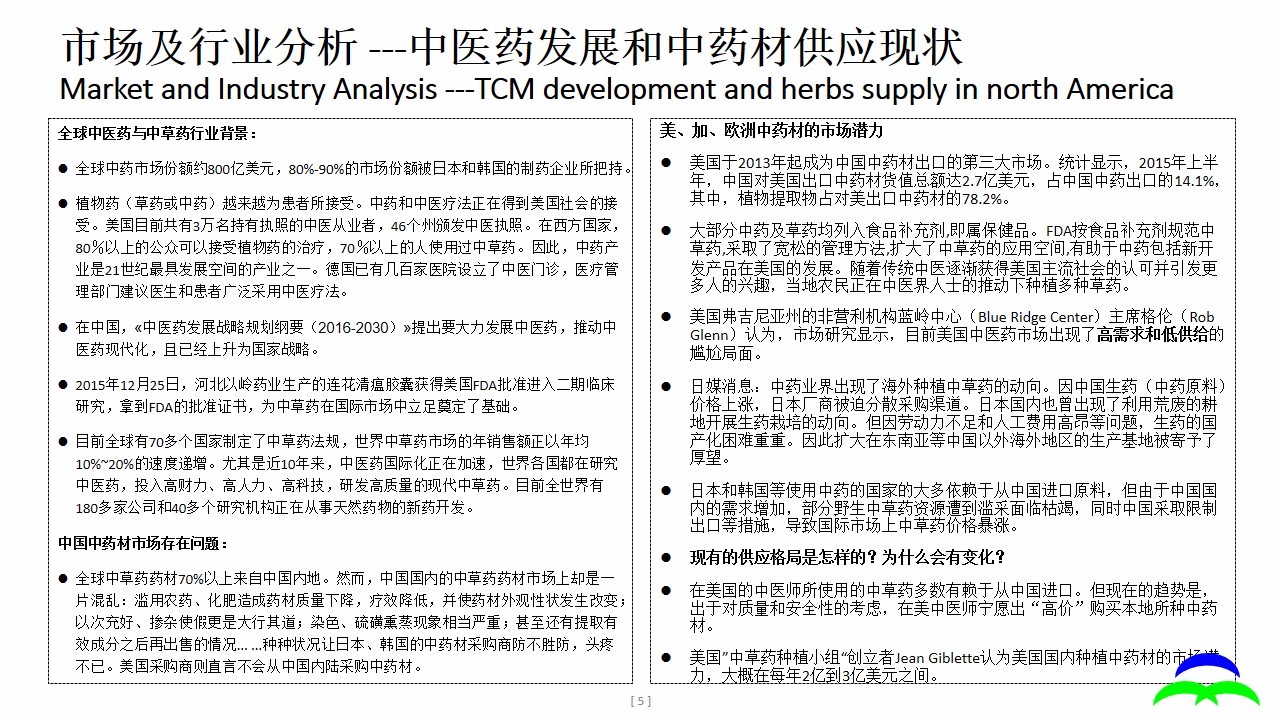 市场及行业分析 ---中医药发展和中药材供应现状
Market and Industry Analysis ---TCM development and herbs supply in north America
全球中医药与中草药行业背景：
● 全球中药市场份额约800亿美元，80%-90%的市场份额被日本和韩国的制药企业所把持。
● 植物药（草药或中药）越来越为患者所接受。中药和中医疗法正在得到美国社会的接
受。美国目前共有3万名持有执照的中医从业者，46个州颁发中医执照。在西方国家，
80％以上的公众可以接受植物药的治疗，70％以上的人使用过中草药。因此，中药产
业是21世纪最具发展空间的产业之一。德国已有几百家医院设立了中医门诊，医疗管
理部门建议医生和患者广泛采用中医疗法。
● 在中国，«中医药发展战略规划纲要（2016-2030）»提出要大力发展中医药，推动中
医药现代化，且已经上升为国家战略。
● 2015年12月25日，河北以岭药业生产的连花清瘟胶囊获得美国FDA批准进入二期临床
研究，拿到FDA的批准证书，为中草药在国际市场中立足奠定了基础。
● 目前全球有70多个国家制定了中草药法规，世界中草药市场的年销售额正以年均
10%~20%的速度递增。尤其是近10年来，中医药国际化正在加速，世界各国都在研究
中医药，投入高财力、高人力、高科技，研发高质量的现代中草药。目前全世界有
180多家公司和40多个研究机构正在从事天然药物的新药开发。
中国中药材市场存在问题：
● 全球中草药药材70%以上来自中国内地。然而，中国国内的中草药药材市场上却是一
片混乱：滥用农药、化肥造成药材质量下降，疗效降低，并使药材外观性状发生改变；
以次充好、掺杂使假更是大行其道；染色、硫磺熏蒸现象相当严重；甚至还有提取有
效成分之后再出售的情况... ...种种状况让日本、韩国的中药材采购商防不胜防，头疼
不已。美国采购商则直言不会从中国内陆采购中药材。
美、加、欧洲中药材的市场潜力
● 美国于2013年起成为中国中药材出口的第三大市场。统计显示，2015年上半
年，中国对美国出口中药材货值总额达2.7亿美元，占中国中药出口的14.1%，
其中，植物提取物占对美出口中药材的78.2%。
● 大部分中药及草药均列入食品补充剂,即属保健品。FDA按食品补充剂规范中
草药,采取了宽松的管理方法,扩大了中草药的应用空间,有助于中药包括新开
发产品在美国的发展。随着传统中医逐渐获得美国主流社会的认可并引发更
多人的兴趣，当地农民正在中医界人士的推动下种植多种草药。
● 美国弗吉尼亚州的非营利机构蓝岭中心（Blue Ridge Center）主席格伦（Rob
Glenn）认为，市场研究显示，目前美国中医药市场出现了高需求和低供给的
尴尬局面。
● 日媒消息：中药业界出现了海外种植中草药的动向。因中国生药（中药原料）
价格上涨，日本厂商被迫分散采购渠道。日本国内也曾出现了利用荒废的耕
地开展生药栽培的动向。但因劳动力不足和人工费用高昂等问题，生药的国
产化困难重重。因此扩大在东南亚等中国以外海外地区的生产基地被寄予了
厚望。
● 日本和韩国等使用中药的国家的大多依赖于从中国进口原料，但由于中国国
内的需求增加，部分野生中草药资源遭到滥采面临枯竭，同时中国采取限制
出口等措施，导致国际市场上中草药价格暴涨。
● 现有的供应格局是怎样的？为什么会有变化？
● 在美国的中医师所使用的中草药多数有赖于从中国进口。但现在的趋势是，
出于对质量和安全性的考虑，在美中医师宁愿出“高价”购买本地所种中药
材。
● 美国”中草药种植小组“创立者Jean Giblette认为美国国内种植中药材的市场潜
力，大概在每年2亿到3亿美元之间。
[ 5 ]